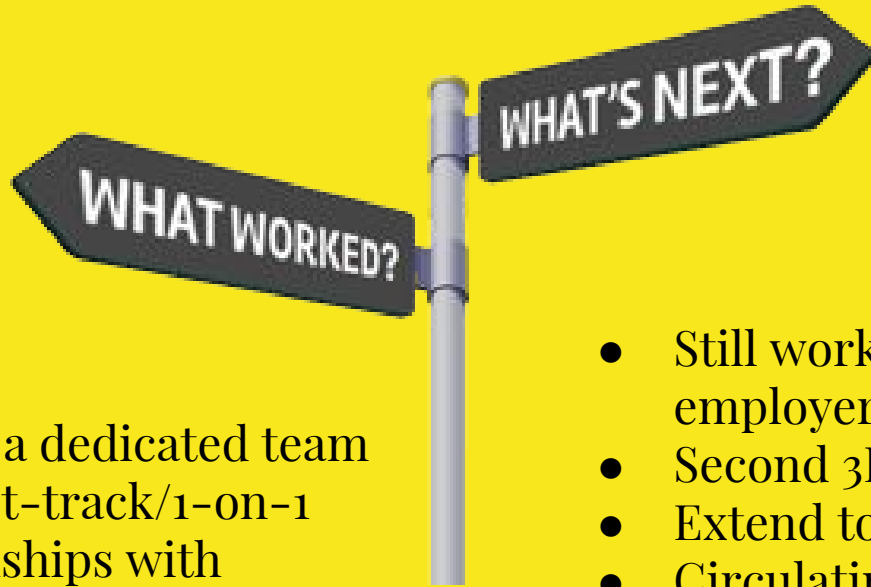 WHAT'S NEXT?
WHAT WORKED?
a dedicated team
t-track/1-on-1
ships with
● Still work
employer
● Second 3
● Extend to
● Circulatin